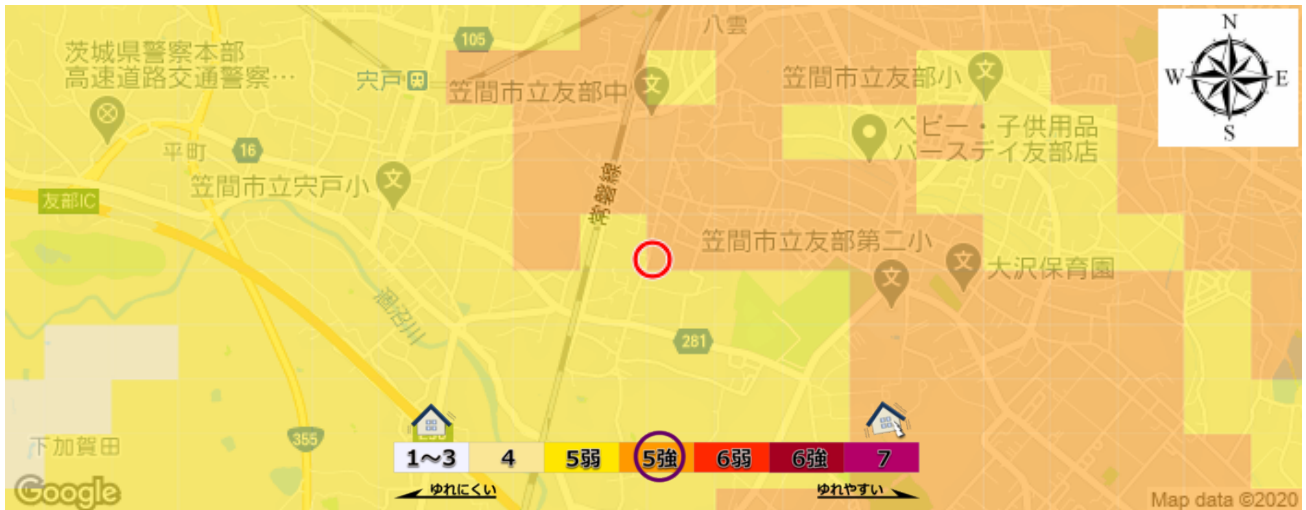 八雲
N
W E
S
105
茨城県警察本部
高速道路交通警察…
宍戸
笠間市立友部中
笠間市立友部小
ベビー・子供用品
バースデイ友部店
平町
16
笠間市立宍戸小
友部IC
常磐線
笠間市立友部第二小
大沢保育園
涸沼川
281
355
下加賀田
1~3 4 5弱 5強 6弱 6強 7
ゆれにくい
ゆれやすい
Google
Map data ©2020